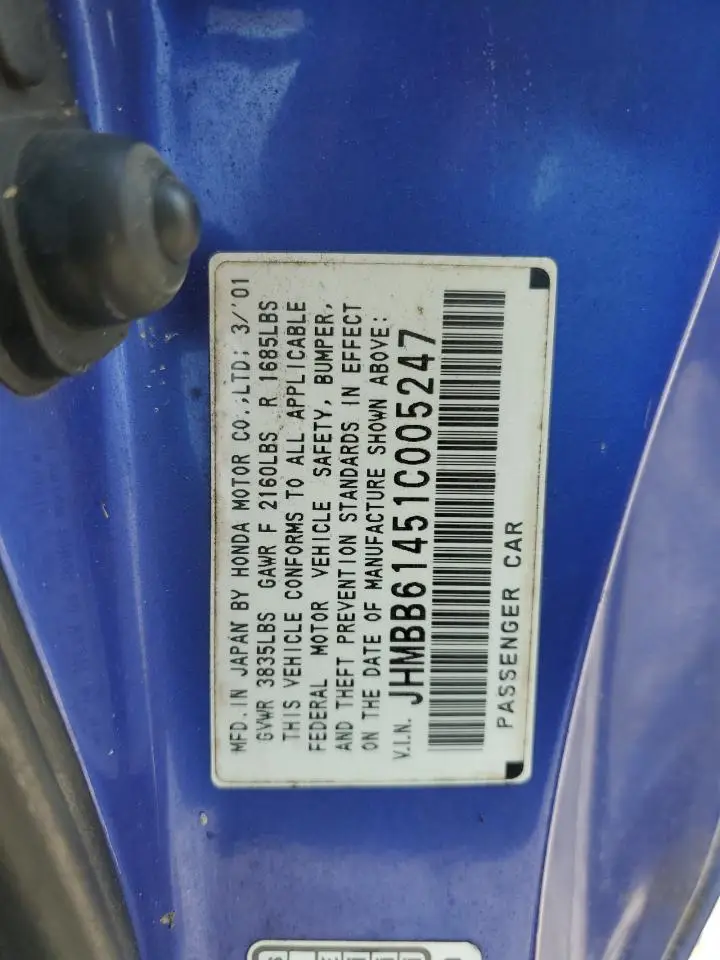 MFD. IN JAPAN BY HONDA MOTOR CO.,LTD: 3/'01
GVWR 3835LBS GAWR F 2160LBS R 1685LBS
THIS VEHICLE CONFORMS TO ALL APPLICABLE
FEDERAL MOTOR VEHICLE SAFETY, BUMPER,
AND THEFT PREVENTION STANDARDS IN EFFECT
ON THE DATE OF MANUFACTURE SHOWN ABOVE:
V.I.N. JHMBB61451C005247
PASSENGER CAR